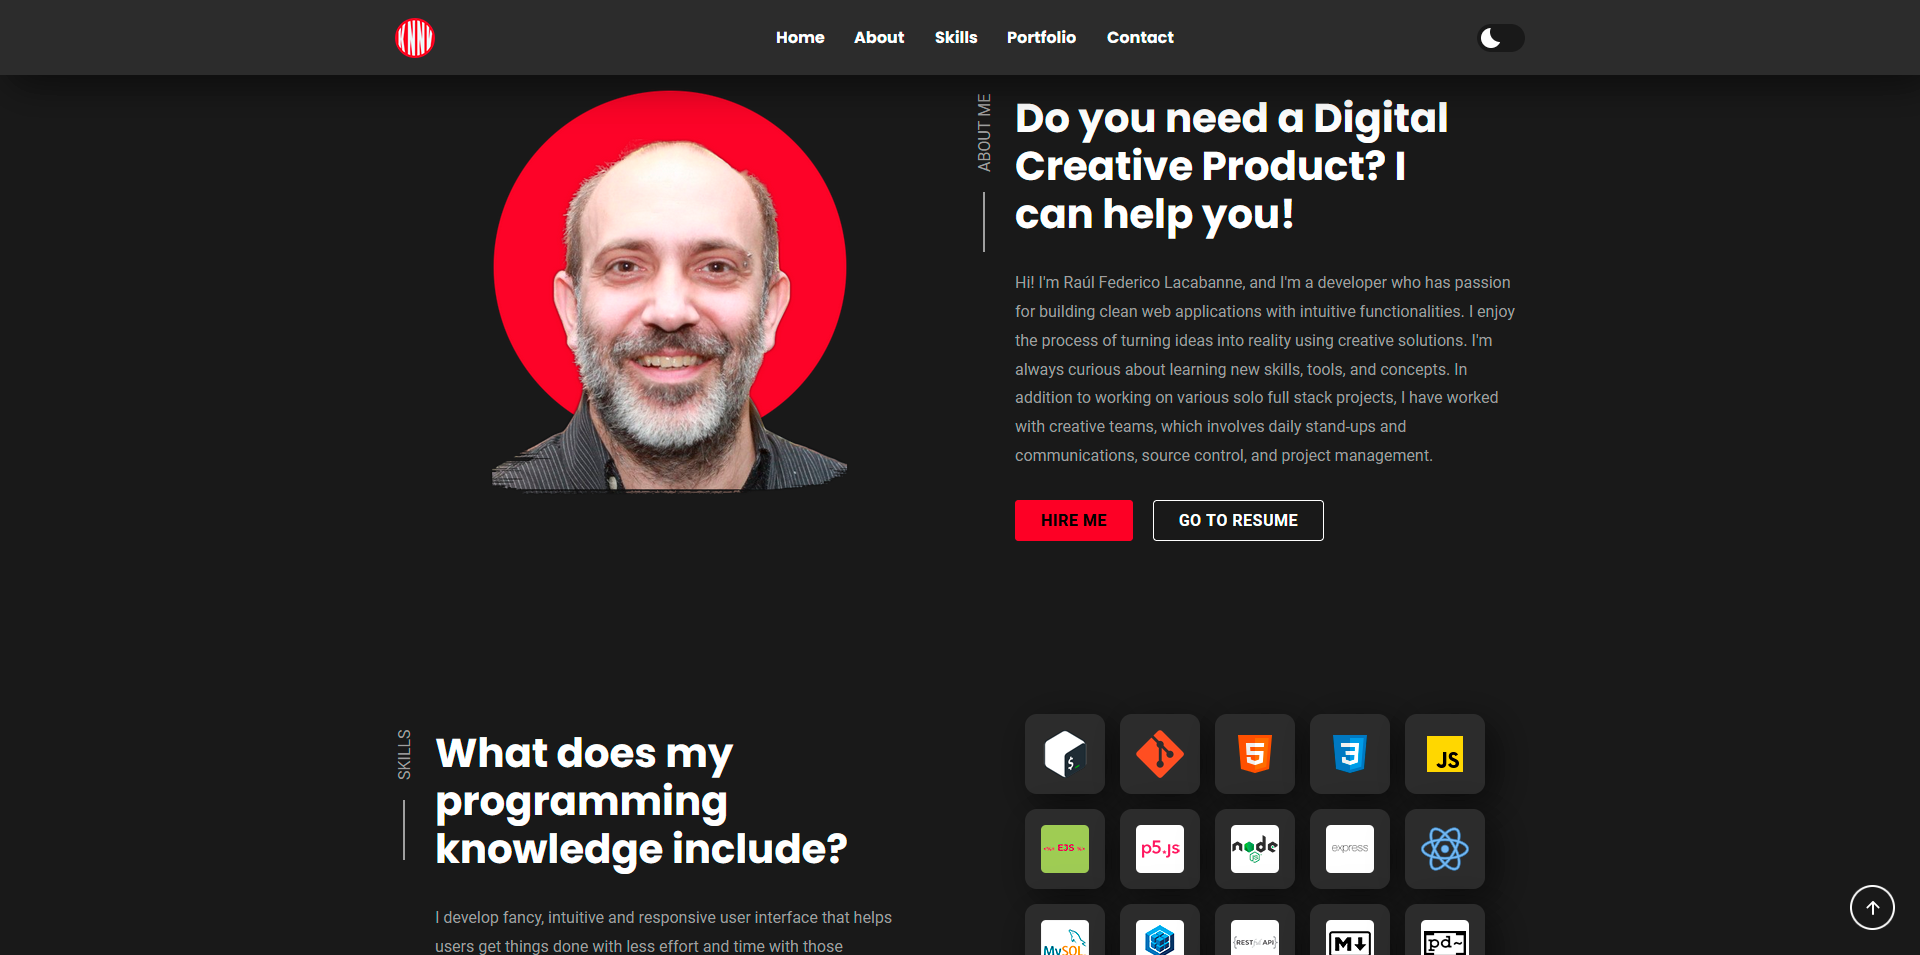 KNNV
Home About Skills Portfolio Contact
ABOUT ME
Do you need a Digital
Creative Product? I
can help you!
Hi! I'm Raúl Federico Lacabanne, and I'm a developer who has passion
for building clean web applications with intuitive functionalities. I enjoy
the process of turning ideas into reality using creative solutions. I'm
always curious about learning new skills, tools, and concepts. In
addition to working on various solo full stack projects, I have worked
with creative teams, which involves daily stand-ups and
communications, source control, and project management.
HIRE ME
GO TO RESUME
SKILLS
What does my
programming
knowledge include?
I develop fancy, intuitive and responsive user interface that helps
users get things done with less effort and time with those
$_
5
3
JS
<%= EJS %>
p5.js
node
JS
express
MySQL
{REST ful API}
M
pd~